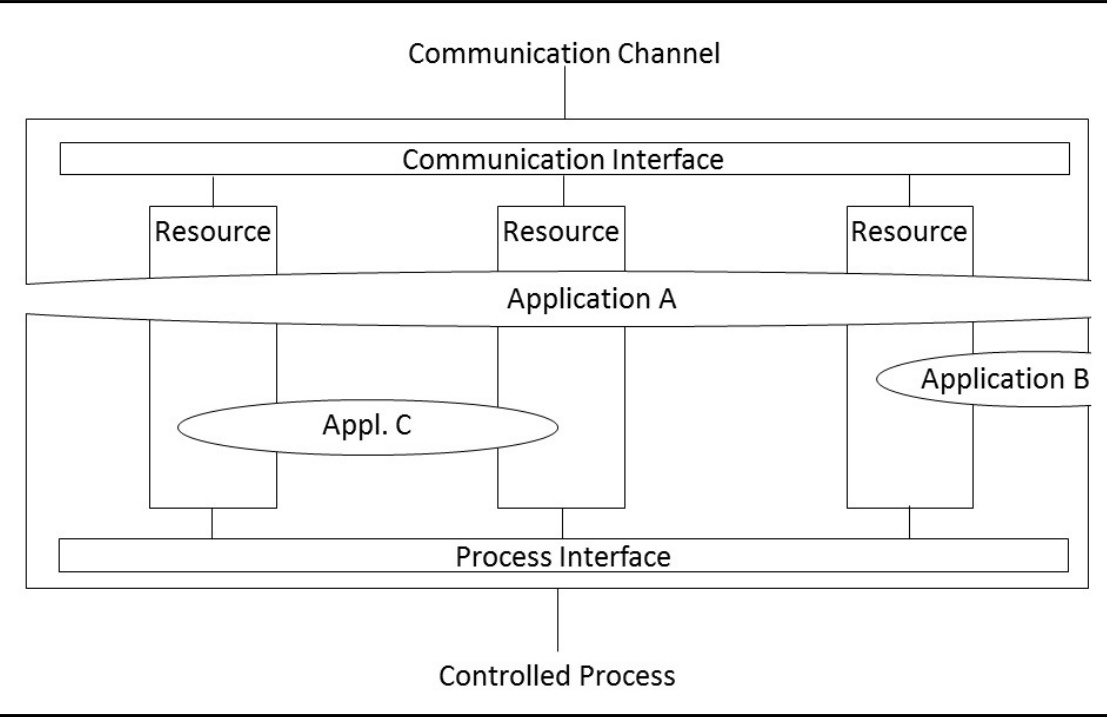 Communication Channel
Communication Interface
Resource
Resource
Resource
Application A
Application B
Appl. C
Process Interface
Controlled Process